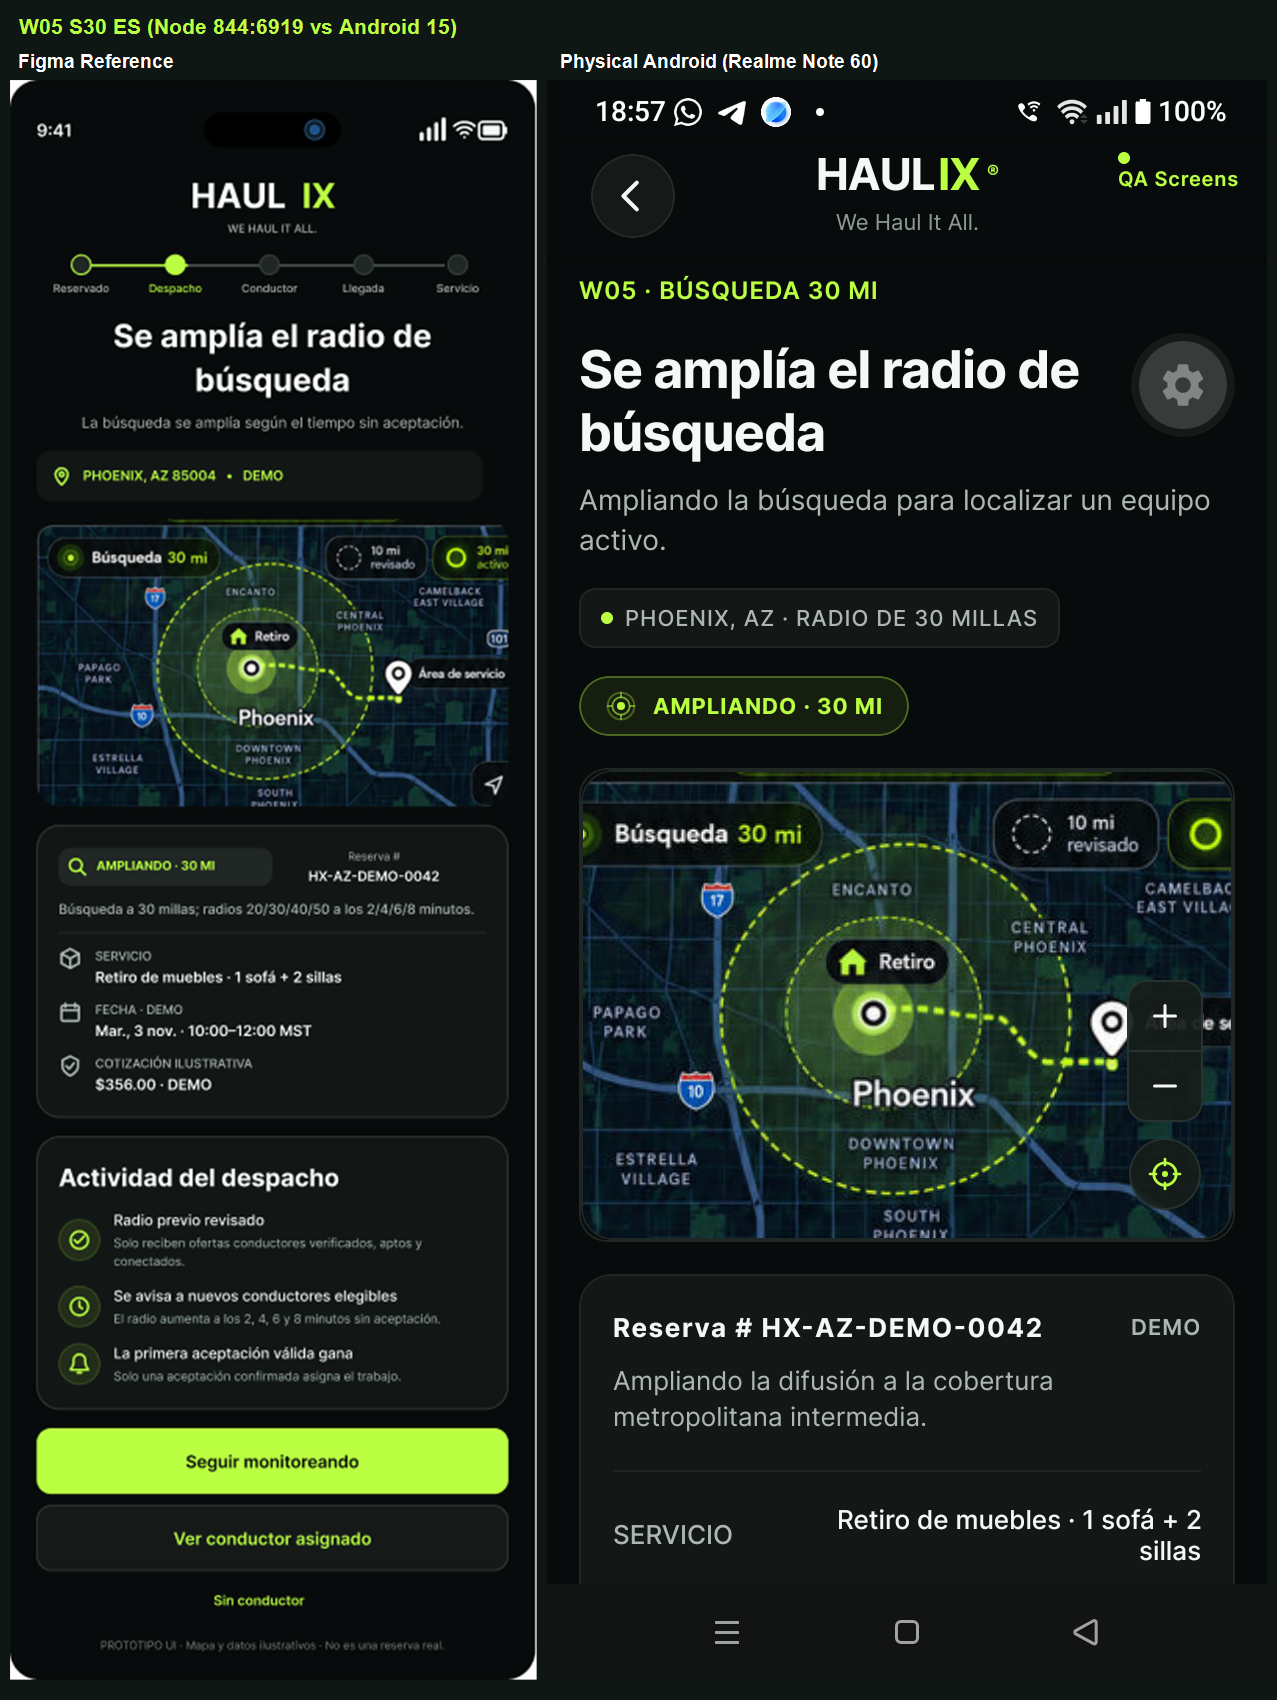 W05 S30 ES (Node 844:6919 vs Android 15)
Figma Reference
9:41
HAUL IX
WE HAUL IT ALL.
Reservado
Despacho
Conductor
Llegada
Servicio
Se amplía el radio de
búsqueda
La búsqueda se amplía según el tiempo sin aceptación.
PHOENIX, AZ 85004 • DEMO
Búsqueda 30 mi
10 mi
revisado
30 mi
activo
17
ENCANTO
CAMELBACK
EAST VILLAGE
CENTRAL
PHOENIX
101
Retiro
PAPAGO
PARK
Área de servicio
10
Phoenix
DOWNTOWN
PHOENIX
ESTRELLA
VILLAGE
SOUTH
PHOENIX
AMPLIANDO · 30 MI
Reserva #
HX-AZ-DEMO-0042
Búsqueda a 30 millas; radios 20/30/40/50 a los 2/4/6/8 minutos.
SERVICIO
Retiro de muebles · 1 sofá + 2 sillas
FECHA · DEMO
Mar., 3 nov. · 10:00–12:00 MST
COTIZACIÓN ILUSTRATIVA
$356.00 · DEMO
Actividad del despacho
Radio previo revisado
Solo reciben ofertas conductores verificados, aptos y
conectados.
Se avisa a nuevos conductores elegibles
El radio aumenta a los 2, 4, 6 y 8 minutos sin aceptación.
La primera aceptación válida gana
Solo una aceptación confirmada asigna el trabajo.
Seguir monitoreando
Ver conductor asignado
Sin conductor
PROTOTIPO UI · Mapa y datos ilustrativos · No es una reserva real.
Physical Android (Realme Note 60)
18:57
100%
HAULIX ®
We Haul It All.
QA Screens
W05 · BÚSQUEDA 30 MI
Se amplía el radio de
búsqueda
Ampliando la búsqueda para localizar un equipo
activo.
PHOENIX, AZ · RADIO DE 30 MILLAS
AMPLIANDO · 30 MI
Búsqueda 30 mi
10 mi
revisado
17
ENCANTO
CAMELBAC
EAST VILLA
CENTRAL
PHOENIX
Retiro
PAPAGO
PARK
de se
10
Phoenix
DOWNTOWN
PHOENIX
ESTRELLA
VILLAGE
SOUTH
PHOENIX
Reserva # HX-AZ-DEMO-0042
DEMO
Ampliando la difusión a la cobertura
metropolitana intermedia.
SERVICIO
Retiro de muebles · 1 sofá + 2
sillas